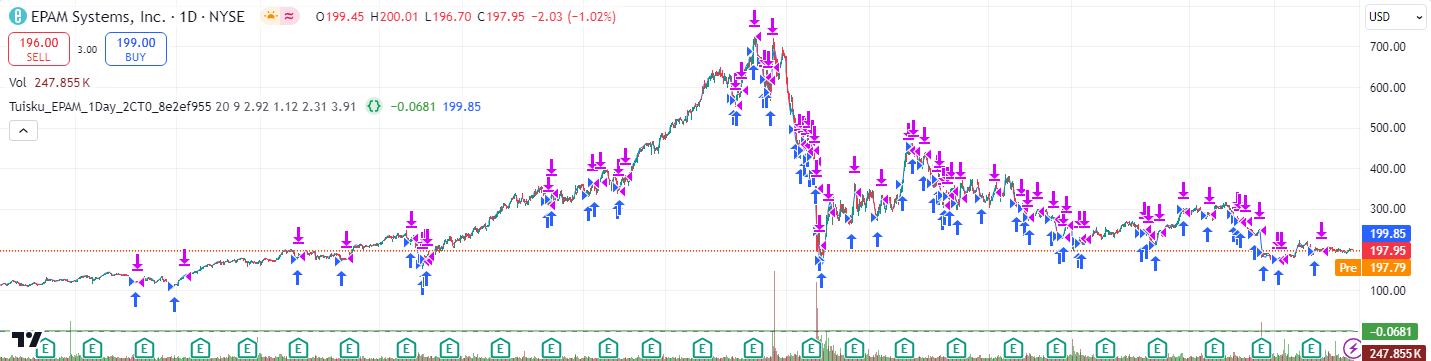 EPAM Systems, Inc. · 1D · NYSE O199.45 H200.01 L196.70 C197.95 −2.03 (−1.02%)
USD
196.00 3.00 199.00
SELL BUY
Vol 247.855 K
Tuisku_EPAM_1Day_2CT0_8e2ef955 20 9 2.92 1.12 2.31 3.91 {} −0.0681 199.85
700.00
600.00
500.00
400.00
300.00
199.85
197.95
Pre 197.79
100.00
−0.0681
E E E E E E E E E E E E E E E E E E E E E E E E E E
247.855 K